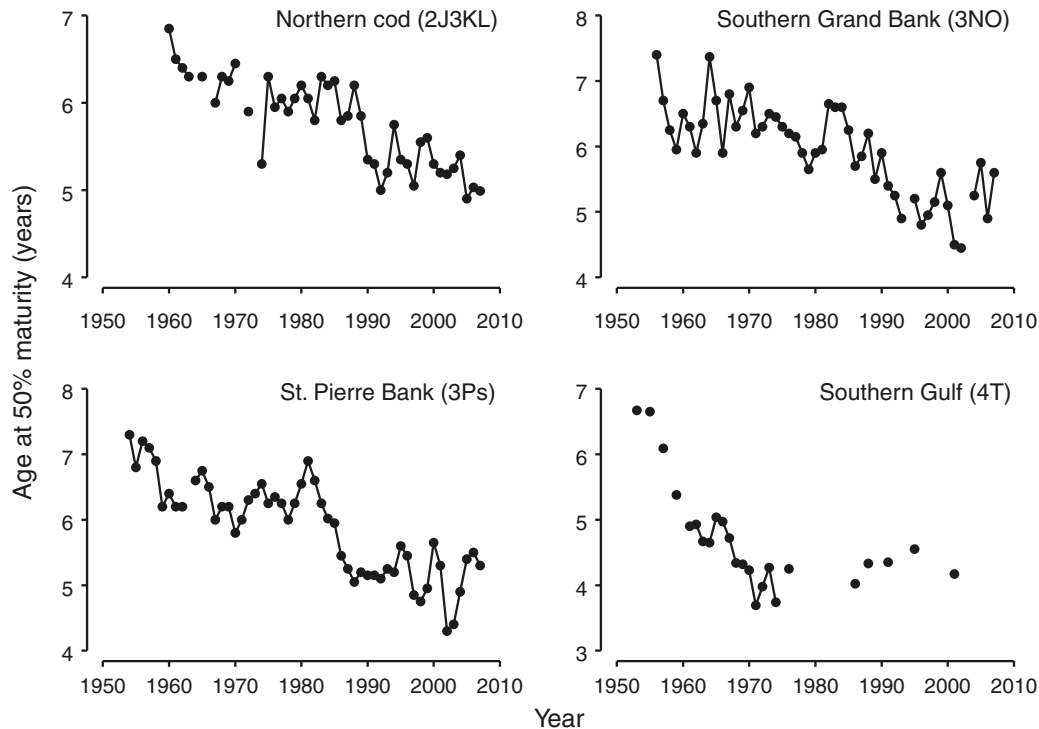 Northern cod (2J3KL)
7
6
5
4
1950 1960 1970 1980 1990 2000 2010
Southern Grand Bank (3NO)
8
7
6
5
4
1950 1960 1970 1980 1990 2000 2010
St. Pierre Bank (3Ps)
8
7
6
5
4
1950 1960 1970 1980 1990 2000 2010
Southern Gulf (4T)
7
6
5
4
3
1950 1960 1970 1980 1990 2000 2010
Age at 50% maturity (years)
Year